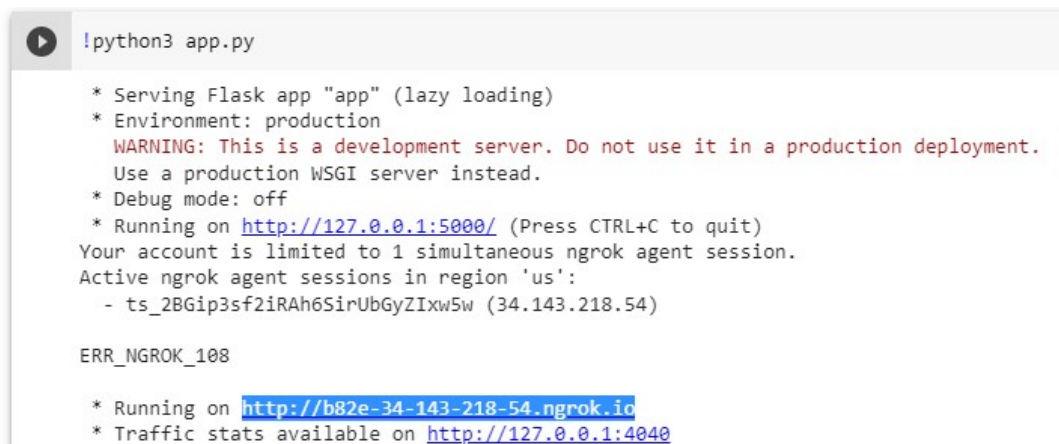 !python3 app.py
* Serving Flask app "app" (lazy loading)
* Environment: production
WARNING: This is a development server. Do not use it in a production deployment.
Use a production WSGI server instead.
* Debug mode: off
* Running on http://127.0.0.1:5000/ (Press CTRL+C to quit)
Your account is limited to 1 simultaneous ngrok agent session.
Active ngrok agent sessions in region 'us':
- ts_2BGip3sf2iRAh6SirUbGyZIxw5w (34.143.218.54)
ERR_NGROK_108
* Running on http://b82e-34-143-218-54.ngrok.io
* Traffic stats available on http://127.0.0.1:4040